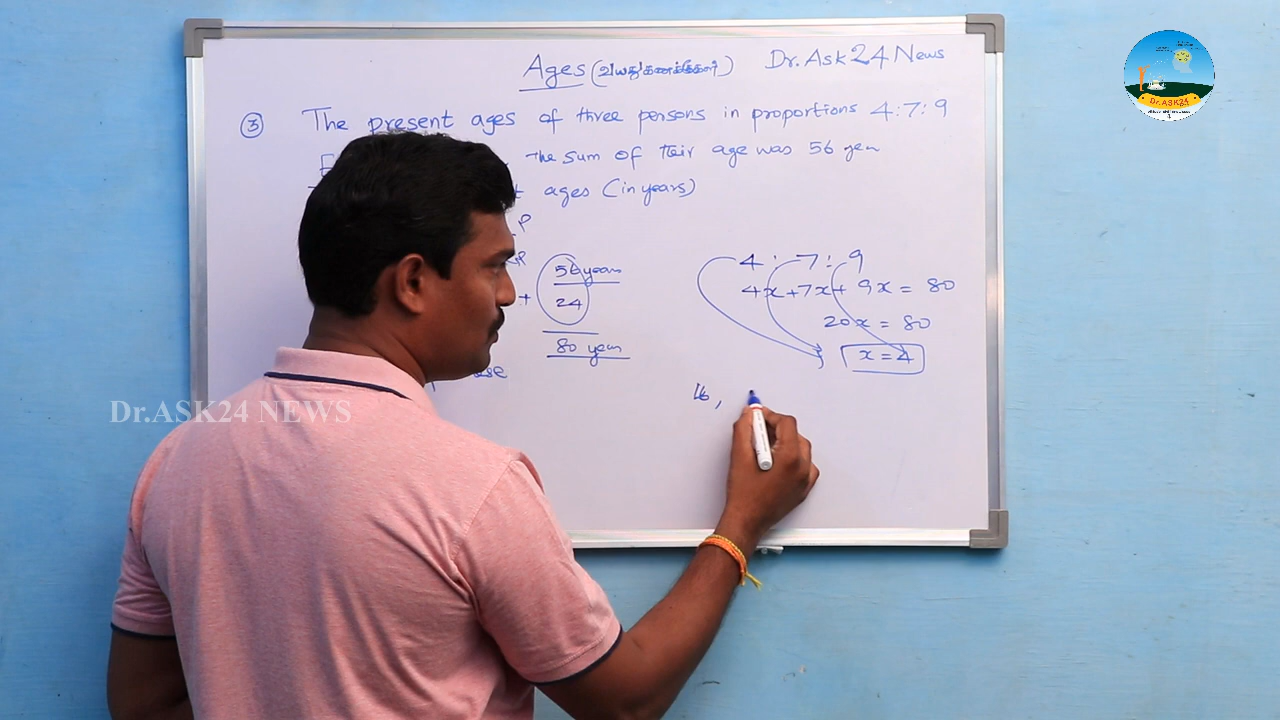 Ages (வயது கணக்குகள்) Dr.Ask24 News
③ The present ages of three persons in proportions 4:7:9
the sum of their age was 56 year
ages (in years)
56 years
+ 24
80 year
4 : 7 : 9
4x+7x+9x = 80
20x = 80
x = 4
16 ,
Dr.ASK24 NEWS
Dr.ASK24